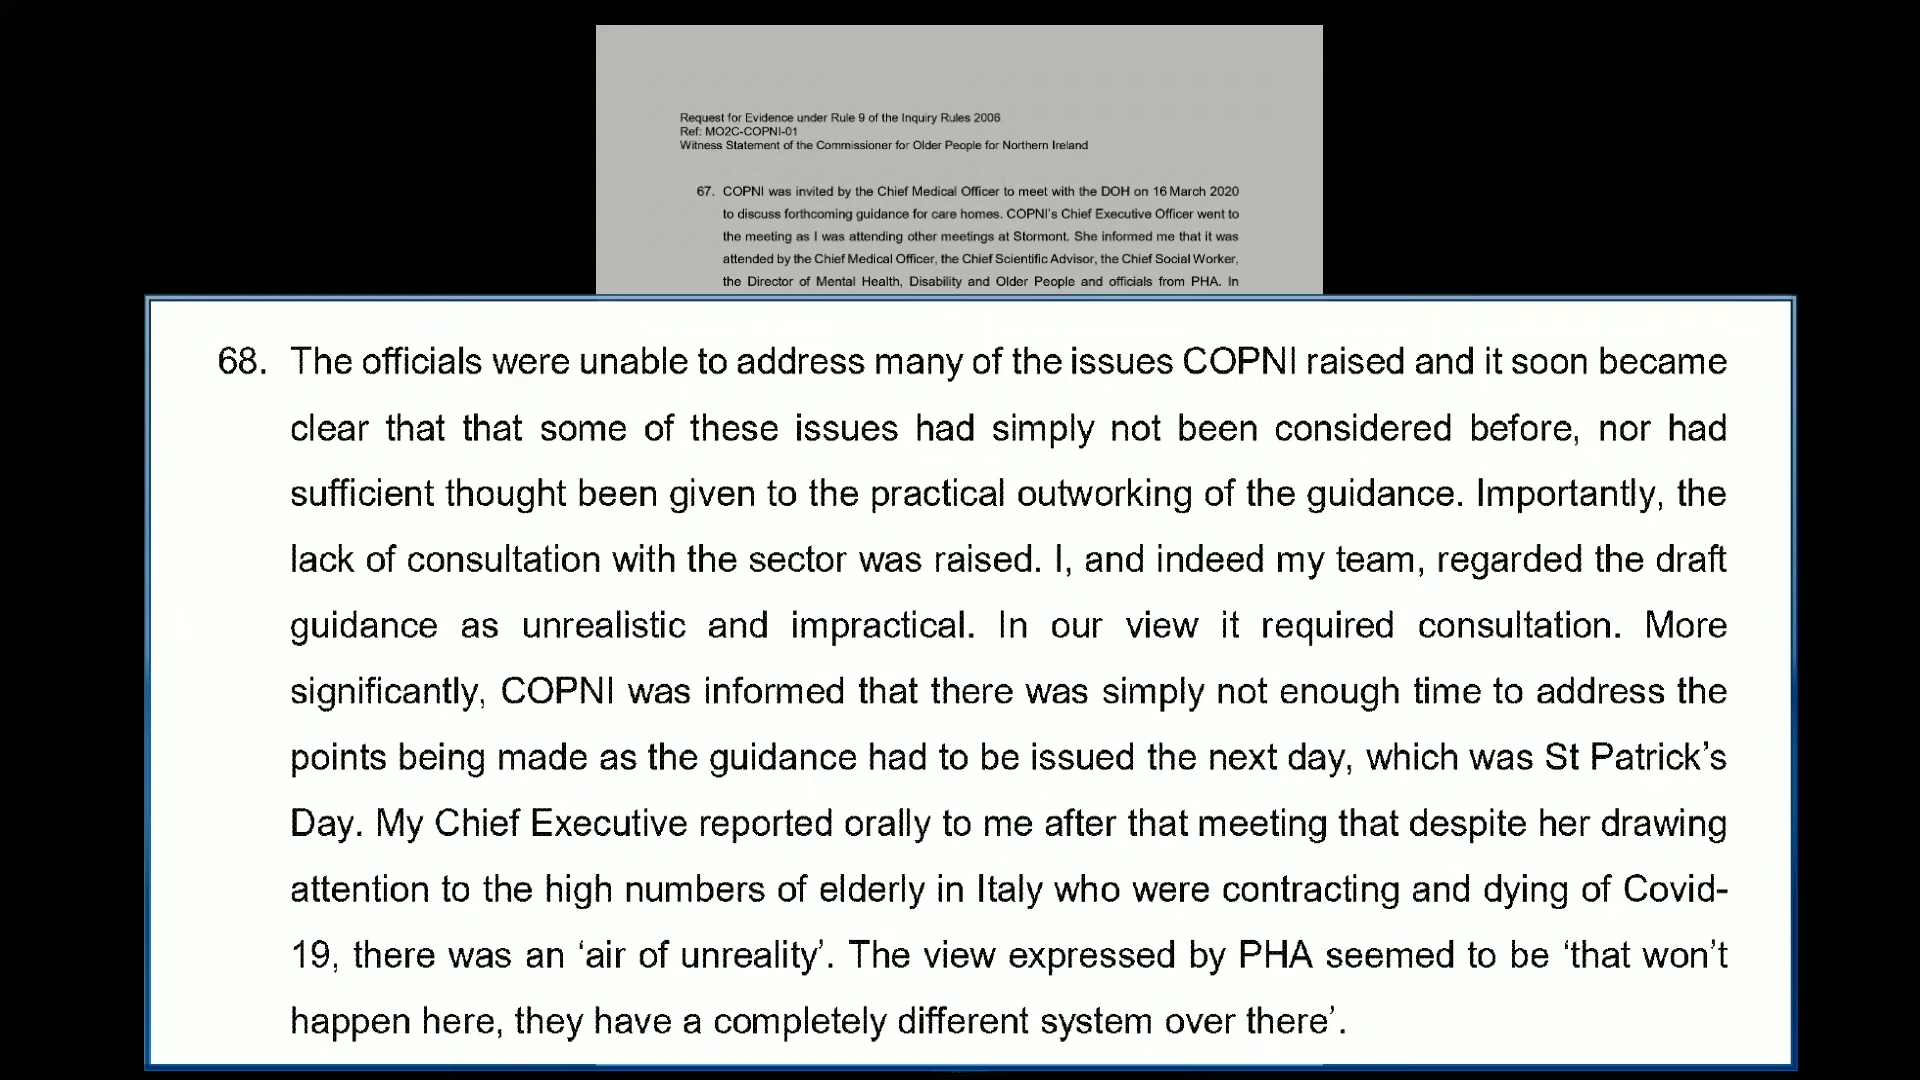 Request for Evidence under Rule 9 of the Inquiry Rules 2006
Ref: MO2C-COPNI-01
Witness Statement of the Commissioner for Older People for Northern Ireland
67. COPNI was invited by the Chief Medical Officer to meet with the DOH on 16 March 2020
to discuss forthcoming guidance for care homes. COPNI's Chief Executive Officer went to
the meeting as I was attending other meetings at Stormont. She informed me that it was
attended by the Chief Medical Officer, the Chief Scientific Advisor, the Chief Social Worker,
the Director of Mental Health, Disability and Older People and officials from PHA. In
68. The officials were unable to address many of the issues COPNI raised and it soon became
clear that that some of these issues had simply not been considered before, nor had
sufficient thought been given to the practical outworking of the guidance. Importantly, the
lack of consultation with the sector was raised. I, and indeed my team, regarded the draft
guidance as unrealistic and impractical. In our view it required consultation. More
significantly, COPNI was informed that there was simply not enough time to address the
points being made as the guidance had to be issued the next day, which was St Patrick’s
Day. My Chief Executive reported orally to me after that meeting that despite her drawing
attention to the high numbers of elderly in Italy who were contracting and dying of Covid-
19, there was an ‘air of unreality’. The view expressed by PHA seemed to be ‘that won’t
happen here, they have a completely different system over there’.